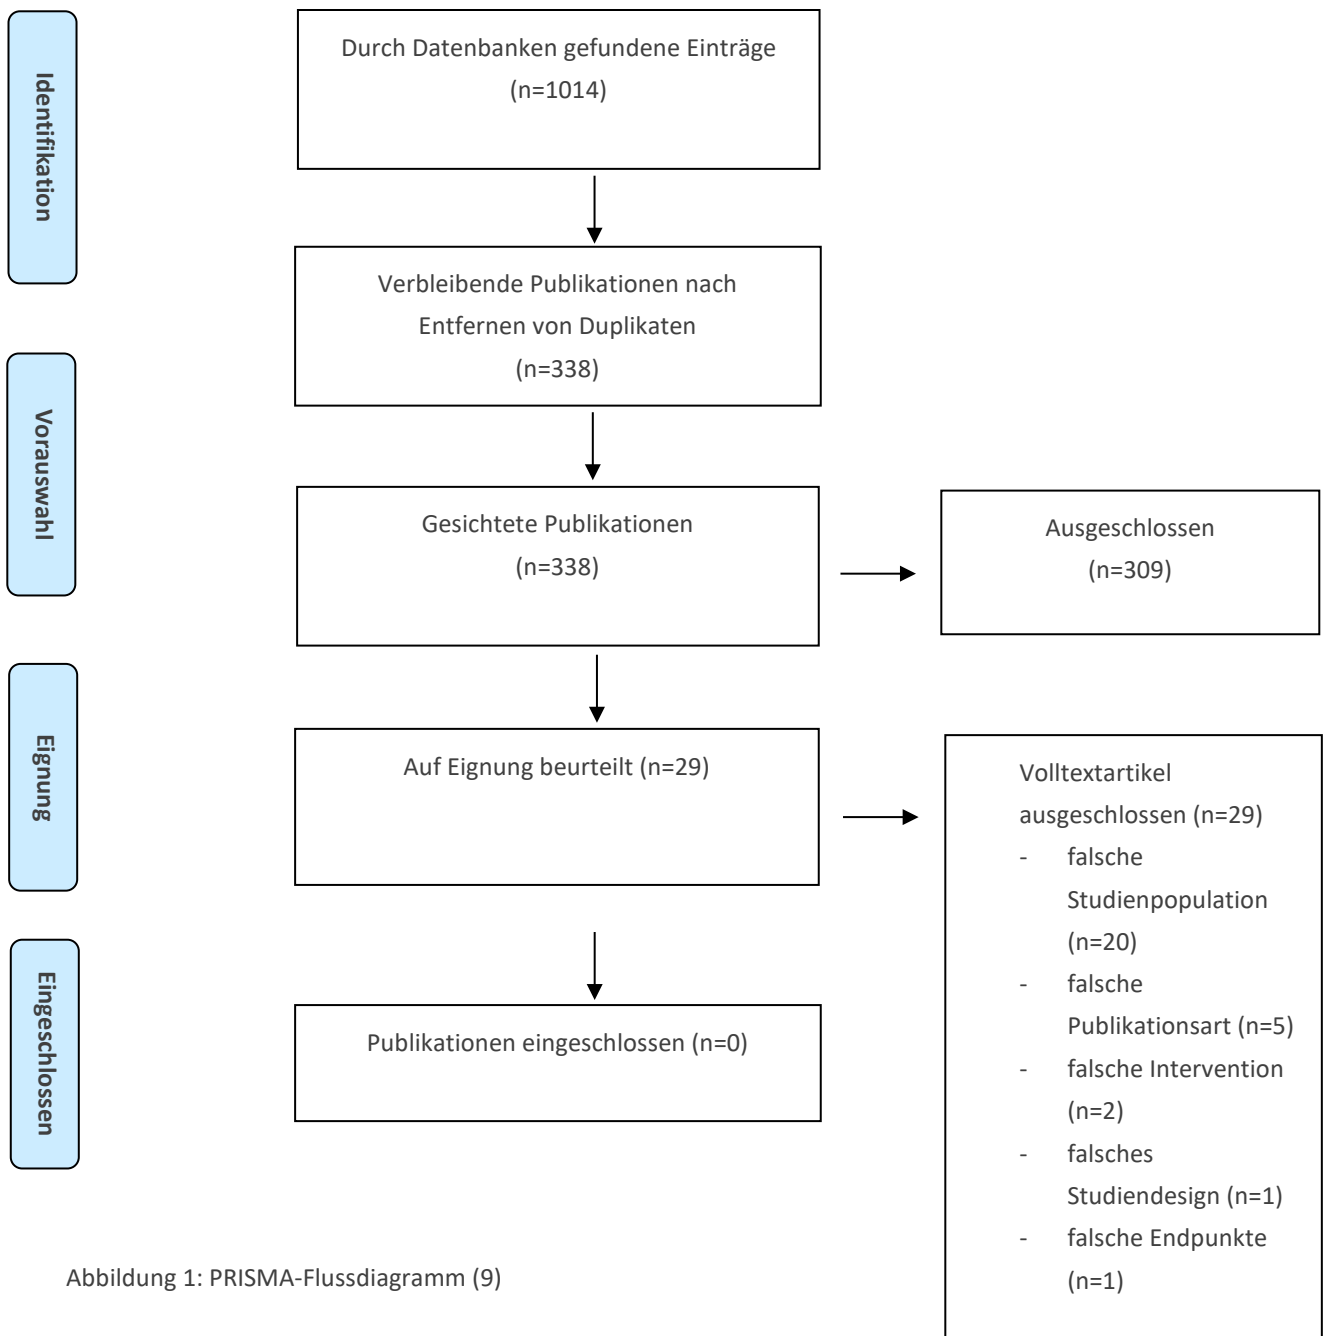 Identifikation
Durch Datenbanken gefundene Einträge
(n=1014)
Verbleibende Publikationen nach
Entfernen von Duplikaten
(n=338)
Vorauswahl
Gesichtete Publikationen
(n=338)
Ausgeschlossen
(n=309)
Eignung
Auf Eignung beurteilt (n=29)
Volltextartikel
ausgeschlossen (n=29)
- falsche
Studienpopulation
(n=20)
- falsche
Publikationsart (n=5)
- falsche Intervention
(n=2)
- falsches
Studiendesign (n=1)
- falsche Endpunkte
(n=1)
Eingeschlossen
Publikationen eingeschlossen (n=0)
Abbildung 1: PRISMA-Flussdiagramm (9)